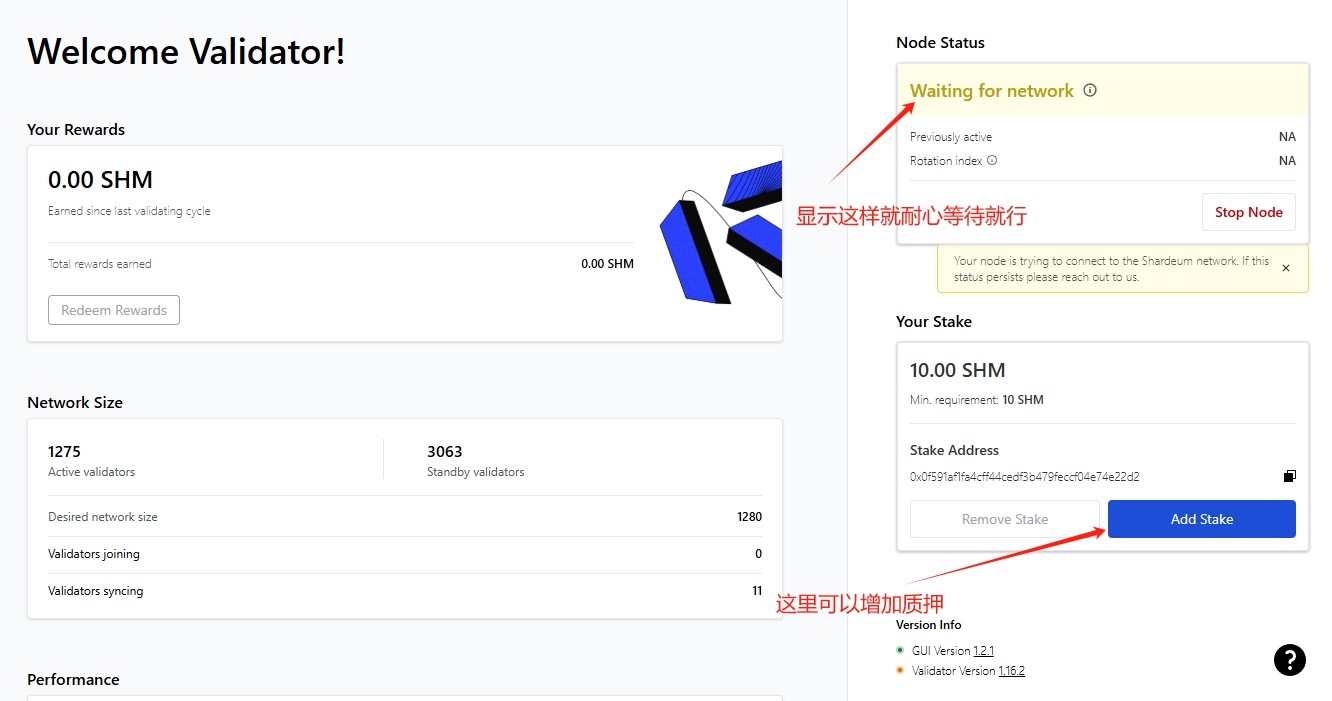 Welcome Validator!
Your Rewards
0.00 SHM
Earned since last validating cycle
Total rewards earned
0.00 SHM
Redeem Rewards
Network Size
1275
Active validators
3063
Standby validators
Desired network size
1280
Validators joining
0
Validators syncing
11
Performance
Node Status
Waiting for network
Previously active
NA
Rotation index
NA
显示这样就耐心等待就行
Stop Node
Your node is trying to connect to the Shardeum network. If this
status persists please reach out to us.
Your Stake
10.00 SHM
Min. requirement: 10 SHM
Stake Address
0x0f591af1fa4cff44cedf3b479feccf04e74e22d2
Remove Stake
Add Stake
这里可以增加质押
Version Info
GUI Version 1.2.1
Validator Version 1.16.2